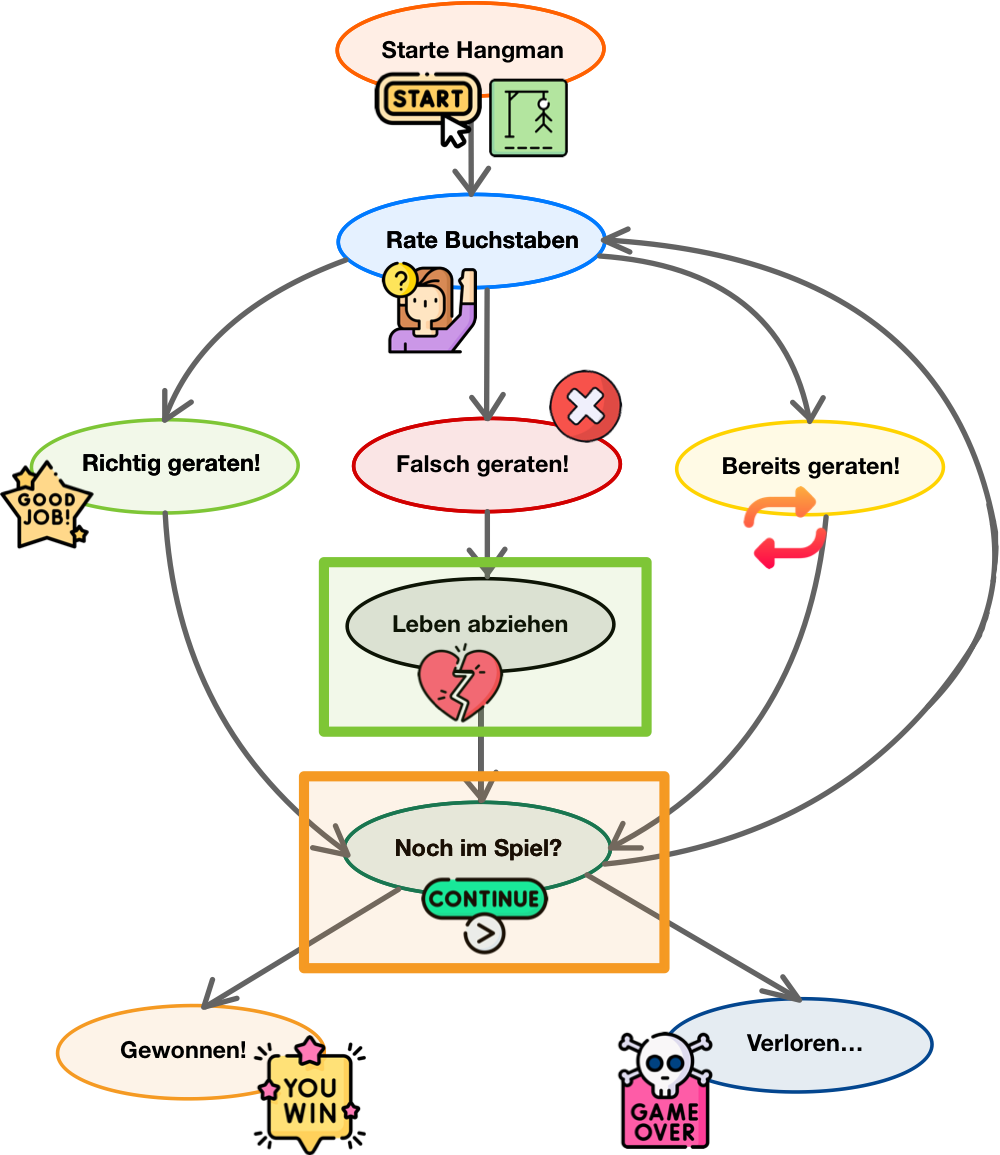 Starte Hangman
START
Rate Buchstaben
?
Richtig geraten!
GOOD
JOB!
Falsch geraten!
Bereits geraten!
Leben abziehen
Noch im Spiel?
CONTINUE
>
Gewonnen!
YOU
WIN
Verloren...
GAME
OVER